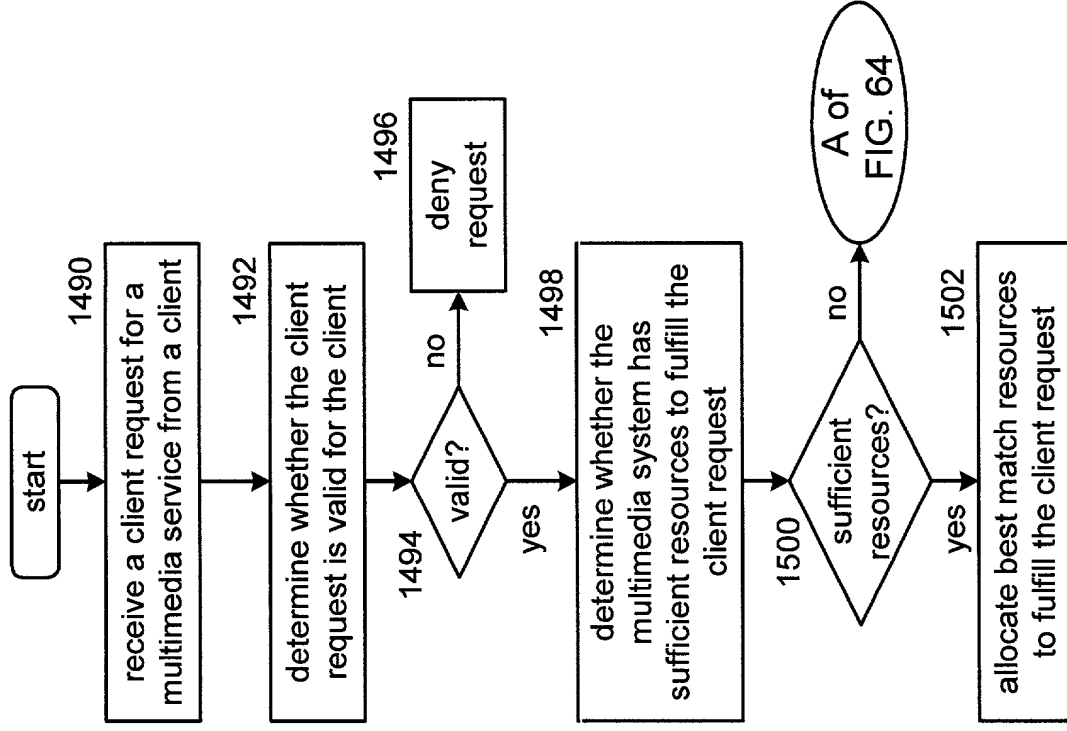 start
1490
receive a client request for a
multimedia service from a client
1492
determine whether the client
request is valid for the client
1494
valid?
no
1496
deny
request
yes
1498
determine whether the
multimedia system has
sufficient resources to fulfill the
client request
1500
sufficient
resources?
no
A of
FIG. 64
yes
1502
allocate best match resources
to fulfill the client request